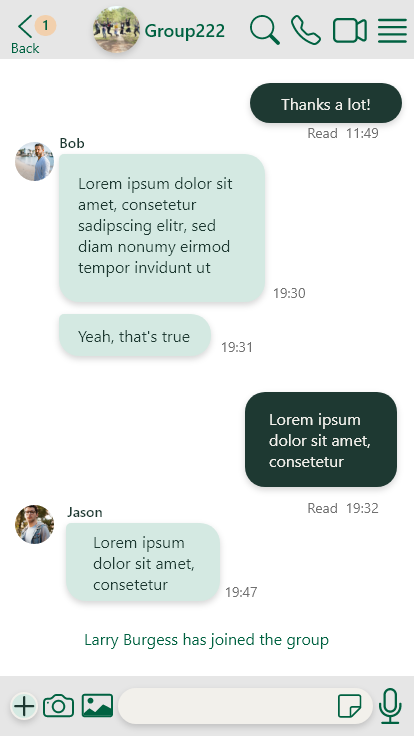 1
Back
Group222
Thanks a lot!
Read 11:49
Bob
Lorem ipsum dolor sit
amet, consetetur
sadipscing elitr, sed
diam nonumy eirmod
tempor invidunt ut
19:30
Yeah, that's true
19:31
Lorem ipsum
dolor sit amet,
consetetur
Read 19:32
Jason
Lorem ipsum
dolor sit amet,
consetetur
19:47
Larry Burgess has joined the group